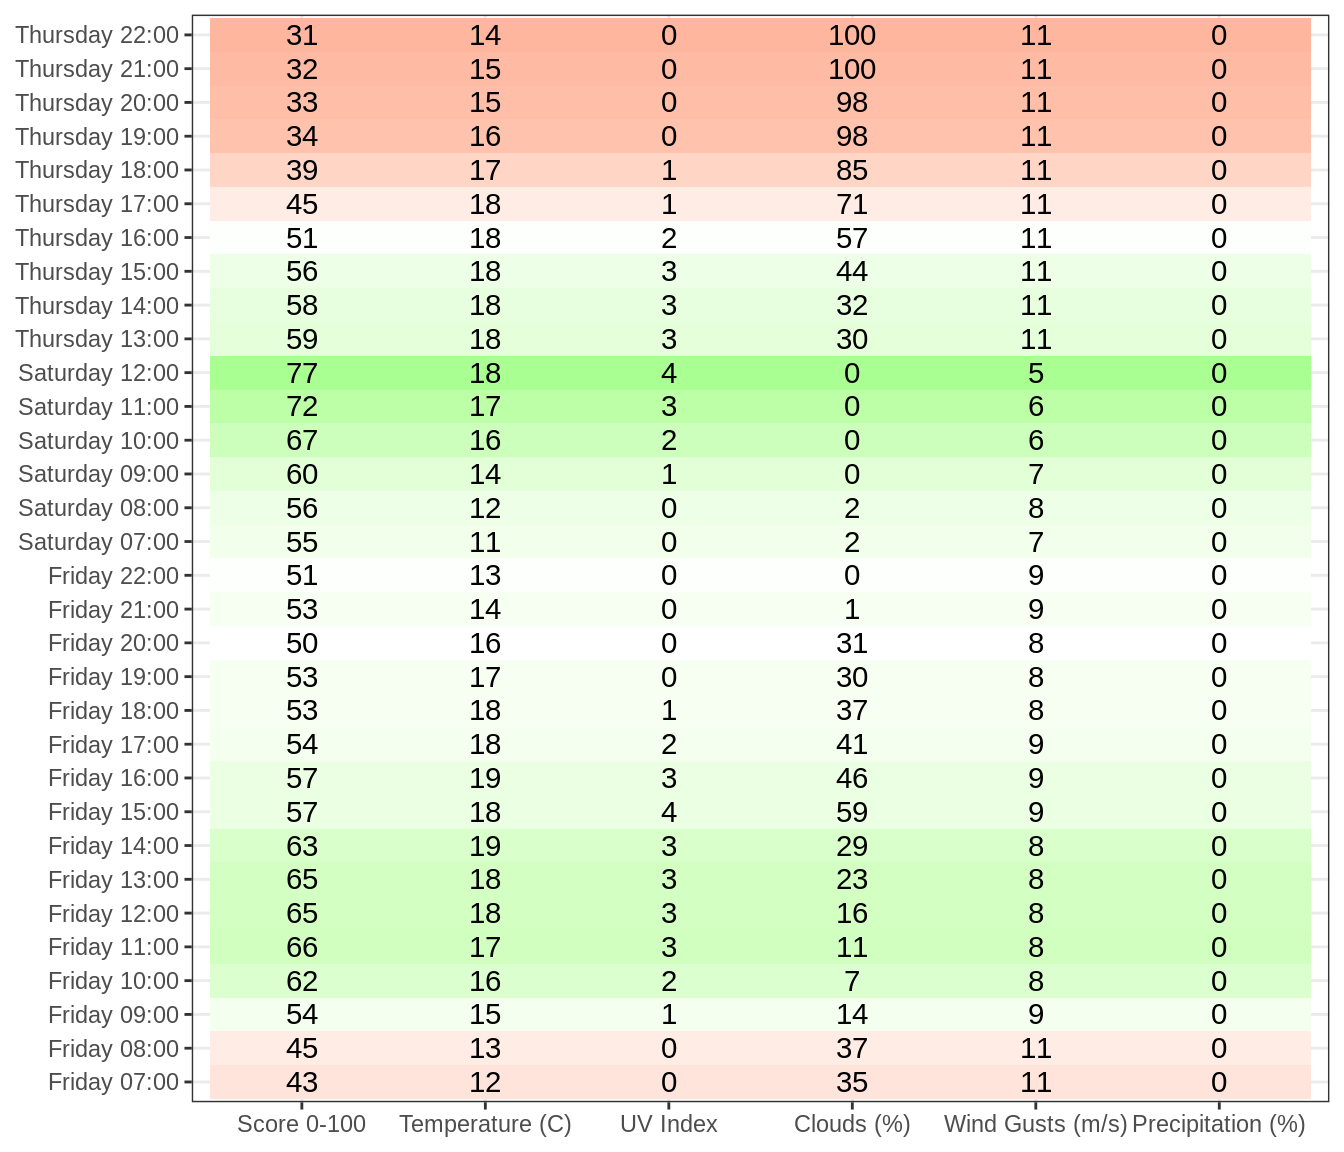 Thursday 22:00 31 14 0 100 11 0
Thursday 21:00 32 15 0 100 11 0
Thursday 20:00 33 15 0 98 11 0
Thursday 19:00 34 16 0 98 11 0
Thursday 18:00 39 17 1 85 11 0
Thursday 17:00 45 18 1 71 11 0
Thursday 16:00 51 18 2 57 11 0
Thursday 15:00 56 18 3 44 11 0
Thursday 14:00 58 18 3 32 11 0
Thursday 13:00 59 18 3 30 11 0
Saturday 12:00 77 18 4 0 5 0
Saturday 11:00 72 17 3 0 6 0
Saturday 10:00 67 16 2 0 6 0
Saturday 09:00 60 14 1 0 7 0
Saturday 08:00 56 12 0 2 8 0
Saturday 07:00 55 11 0 2 7 0
Friday 22:00 51 13 0 0 9 0
Friday 21:00 53 14 0 1 9 0
Friday 20:00 50 16 0 31 8 0
Friday 19:00 53 17 0 30 8 0
Friday 18:00 53 18 1 37 8 0
Friday 17:00 54 18 2 41 9 0
Friday 16:00 57 19 3 46 9 0
Friday 15:00 57 18 4 59 9 0
Friday 14:00 63 19 3 29 8 0
Friday 13:00 65 18 3 23 8 0
Friday 12:00 65 18 3 16 8 0
Friday 11:00 66 17 3 11 8 0
Friday 10:00 62 16 2 7 8 0
Friday 09:00 54 15 1 14 9 0
Friday 08:00 45 13 0 37 11 0
Friday 07:00 43 12 0 35 11 0
Score 0-100 Temperature (C) UV Index Clouds (%) Wind Gusts (m/s) Precipitation (%)